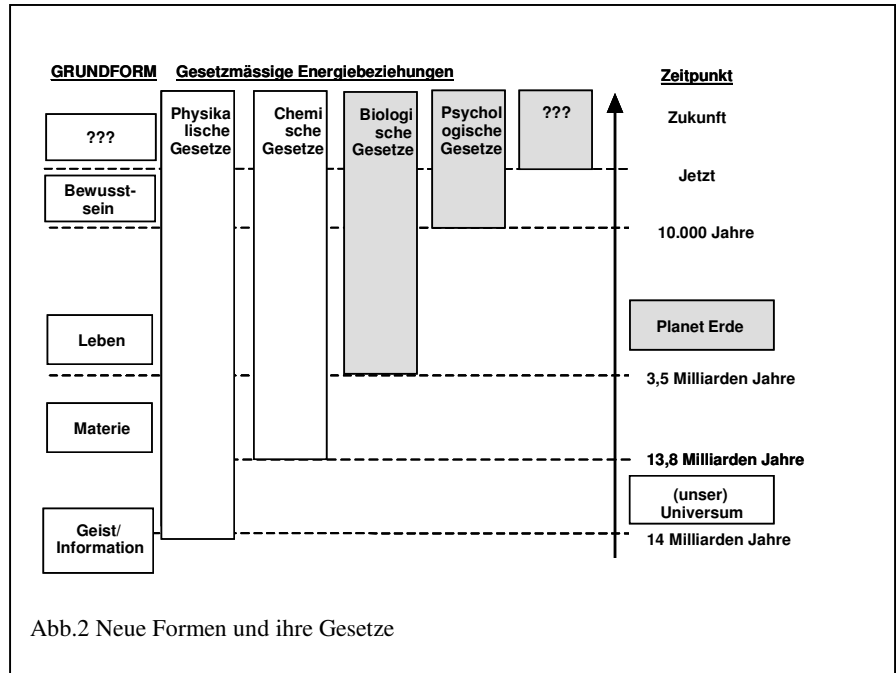 GRUNDFORM Gesetzmässige Energiebeziehungen Zeitpunkt
Physika Chemi Biologi Psychol ???
lische sche sche ogische
Gesetze Gesetze Gesetze Gesetze
Zukunft
???
Jetzt
Bewusst-
sein
10.000 Jahre
Planet Erde
Leben
3,5 Milliarden Jahre
Materie
13,8 Milliarden Jahre
(unser)
Universum
Geist/
Information
14 Milliarden Jahre
Abb.2 Neue Formen und ihre Gesetze